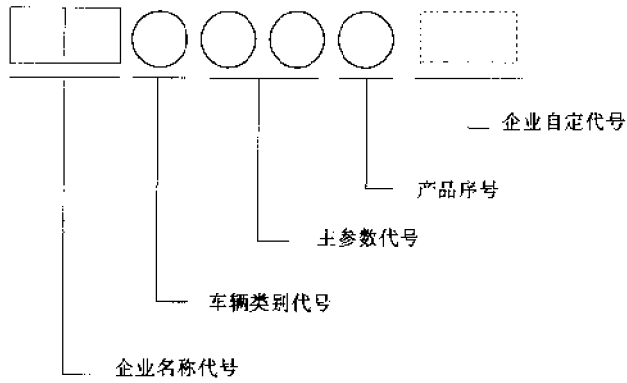 企业自定代号
产品序号
主参数代号
车辆类别代号
企业名称代号